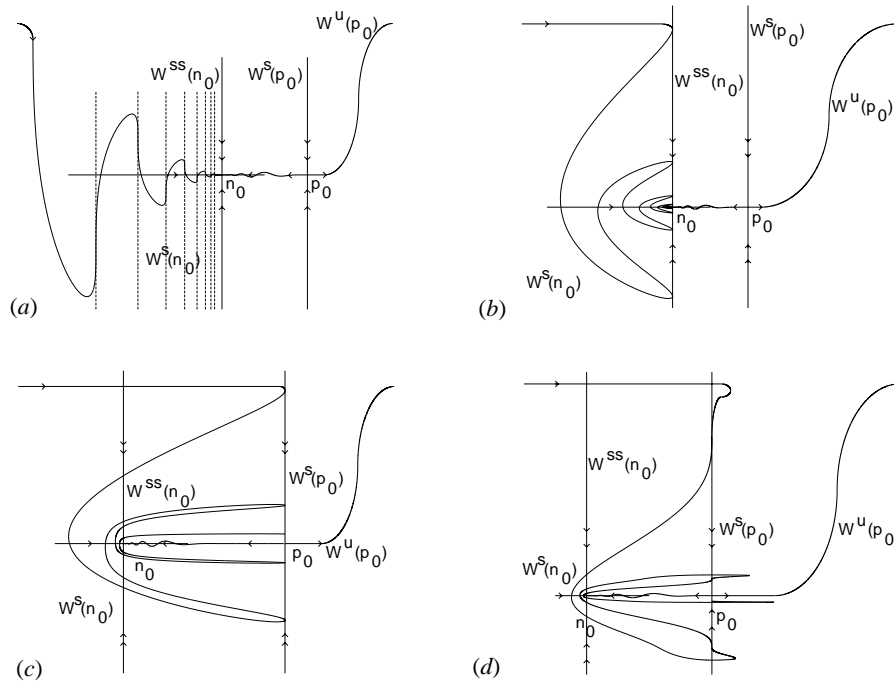 W^u(p_0)
W^ss(n_0) W^s(p_0)
n_0 p_0
W^s(n_0)
(a)
W^s(p_0)
W^ss(n_0)
W^u(p_0)
n_0 p_0
W^s(n_0)
(b)
W^s(p_0)
W^ss(n_0)
n_0 p_0 W^u(p_0)
W^s(n_0)
(c)
W^ss(n_0)
W^s(p_0) W^u(p_0)
W^s(n_0)
n_0 p_0
(d)